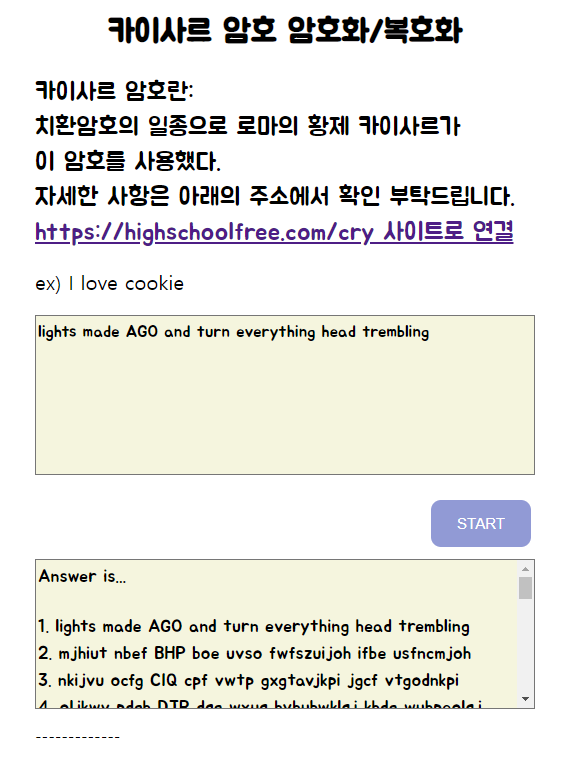 카이사르 암호 암호화/복호화
카이사르 암호란:
치환암호의 일종으로 로마의 황제 카이사르가
이 암호를 사용했다.
자세한 사항은 아래의 주소에서 확인 부탁드립니다.
https://highschoolfree.com/cry 사이트로 연결
ex) I love cookie
lights made AGO and turn everything head trembling
START
Answer is...
1. lights made AGO and turn everything head trembling
2. mjhiut nbef BHP boe uvso fwfszuijoh ifbe usfncmjoh
3. nkijvu ocfg CIQ cpf vwtp gxgtavjkpi jgcf vtgodnkpi
-------------